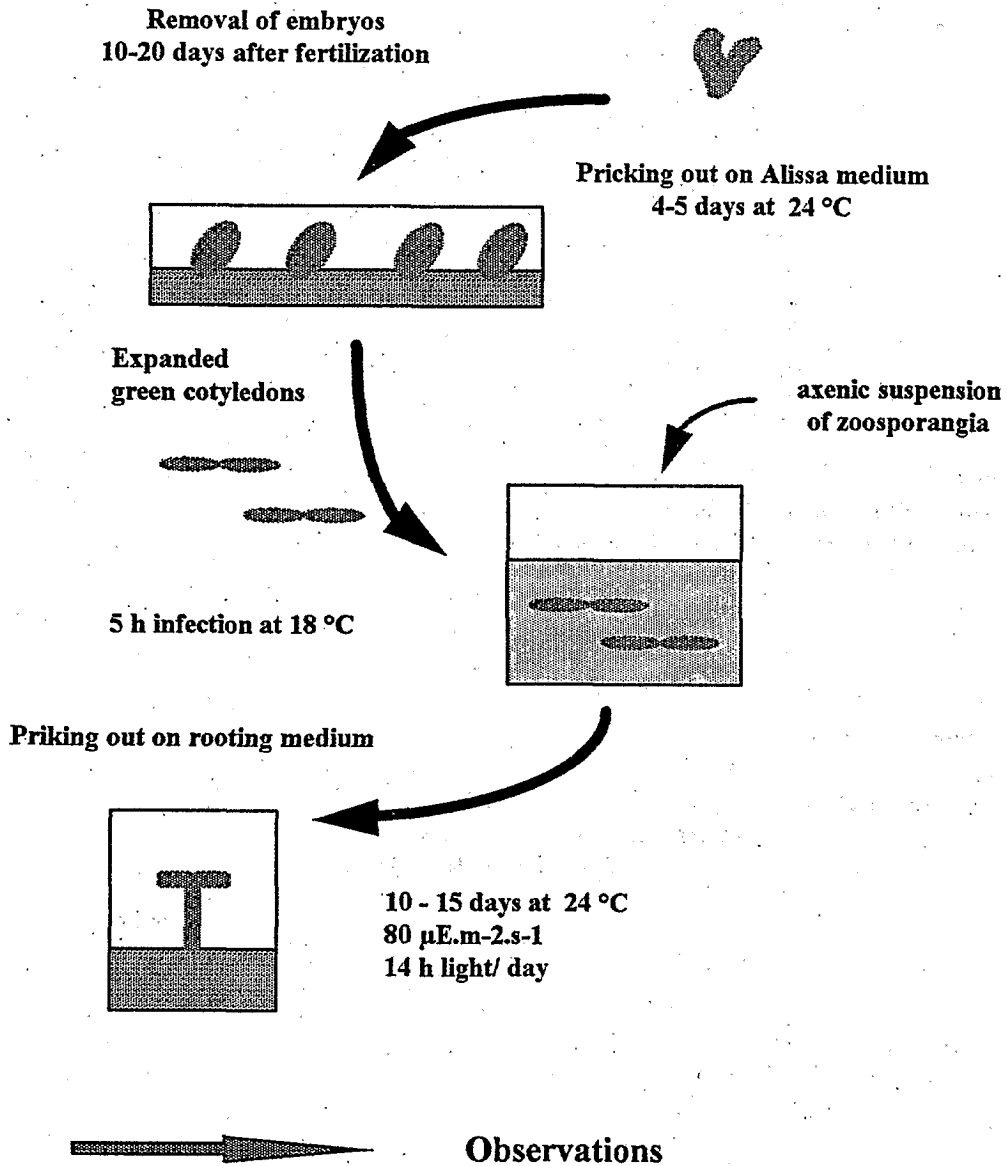 Removal of embryos
10-20 days after fertilization
Pricking out on Alissa medium
4-5 days at 24 °C
Expanded
green cotyledons
axenic suspension
of zoosporangia
5 h infection at 18 °C
Priking out on rooting medium
10 - 15 days at 24 °C
80 µE.m-2.s-1
14 h light/ day
Observations